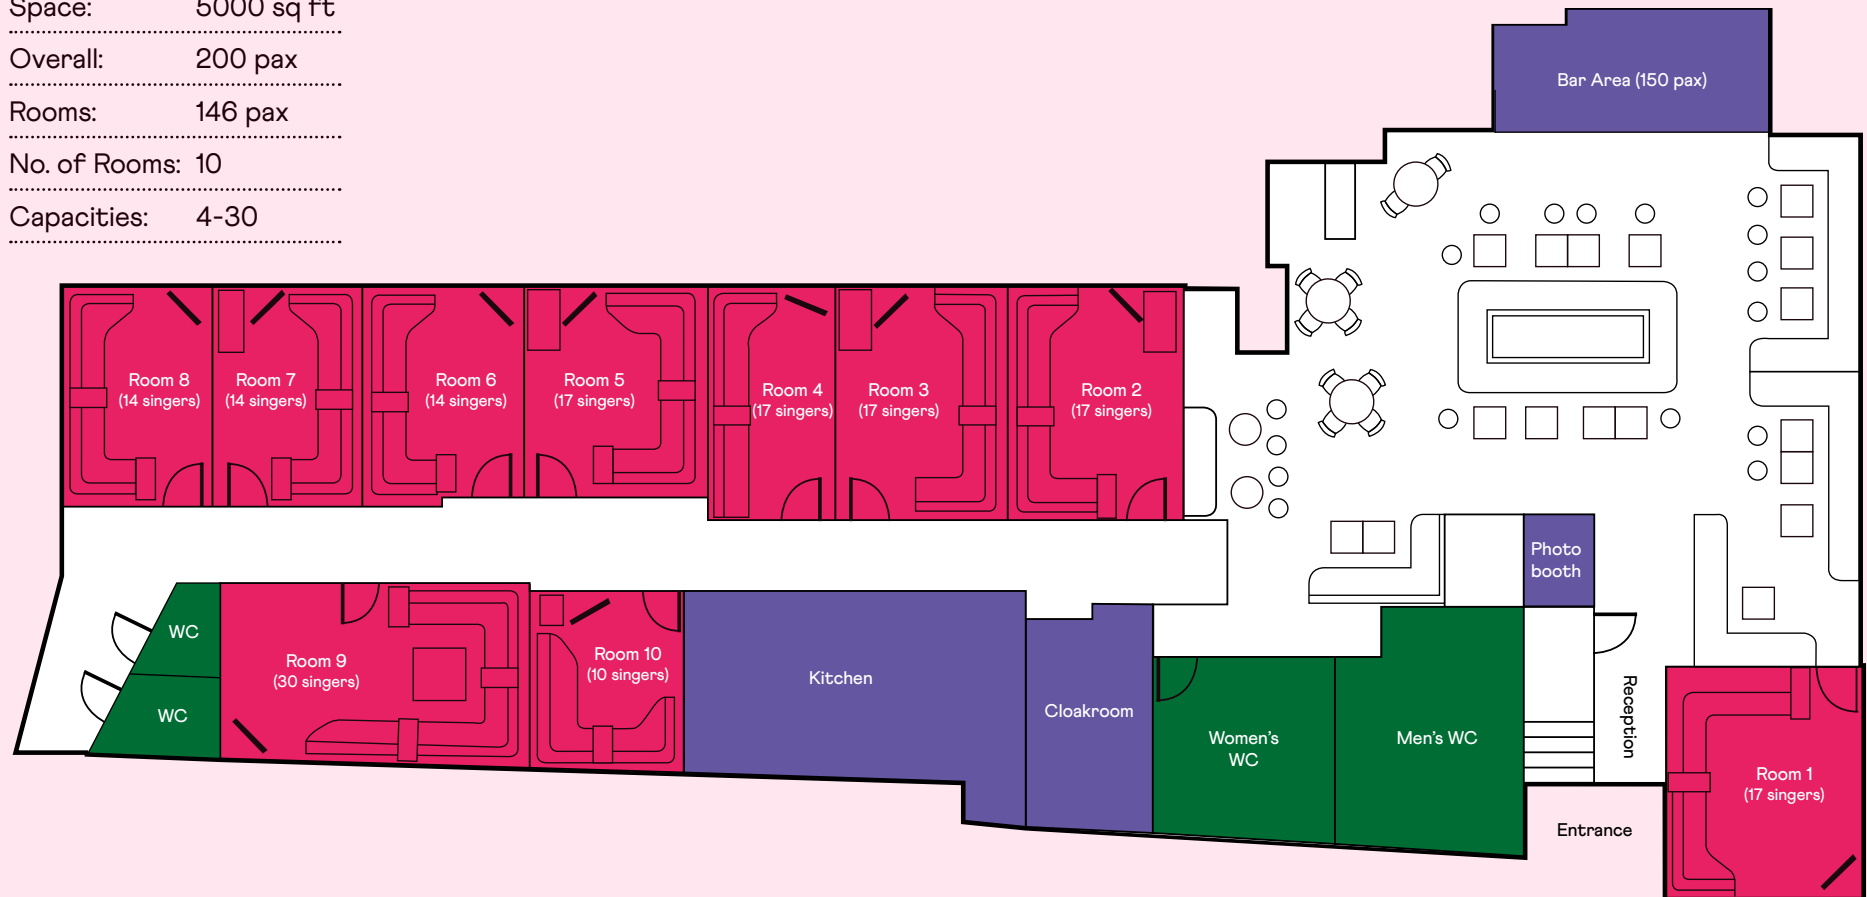 Space: 5000 sq ft
Overall: 200 pax
Rooms: 146 pax
No. of Rooms: 10
Capacities: 4-30
Bar Area (150 pax)
Room 8
(14 singers)
Room 7
(14 singers)
Room 6
(14 singers)
Room 5
(17 singers)
Room 4
(17 singers)
Room 3
(17 singers)
Room 2
(17 singers)
Photo
booth
WC
WC
Room 9
(30 singers)
Room 10
(10 singers)
Kitchen
Cloakroom
Women's
WC
Men's WC
Reception
Entrance
Room 1
(17 singers)